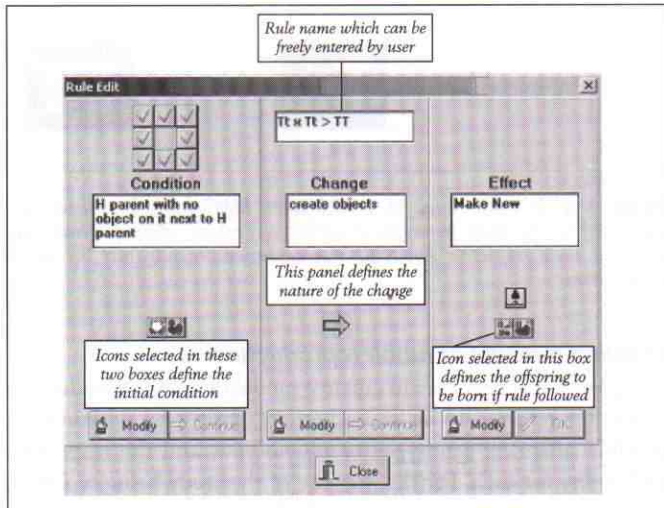 Rule name which can be
freely entered by user
Rule Edit
Tt x Tt > TT
Condition
Change
Effect
H parent with no
object on it next to H
parent
create objects
Make New
This panel defines the
nature of the change
Icons selected in these
two boxes define the
initial condition
Icon selected in this box
defines the offspring to
be born if rule followed
Modify
Continue
Modify
Continue
Modify
Close